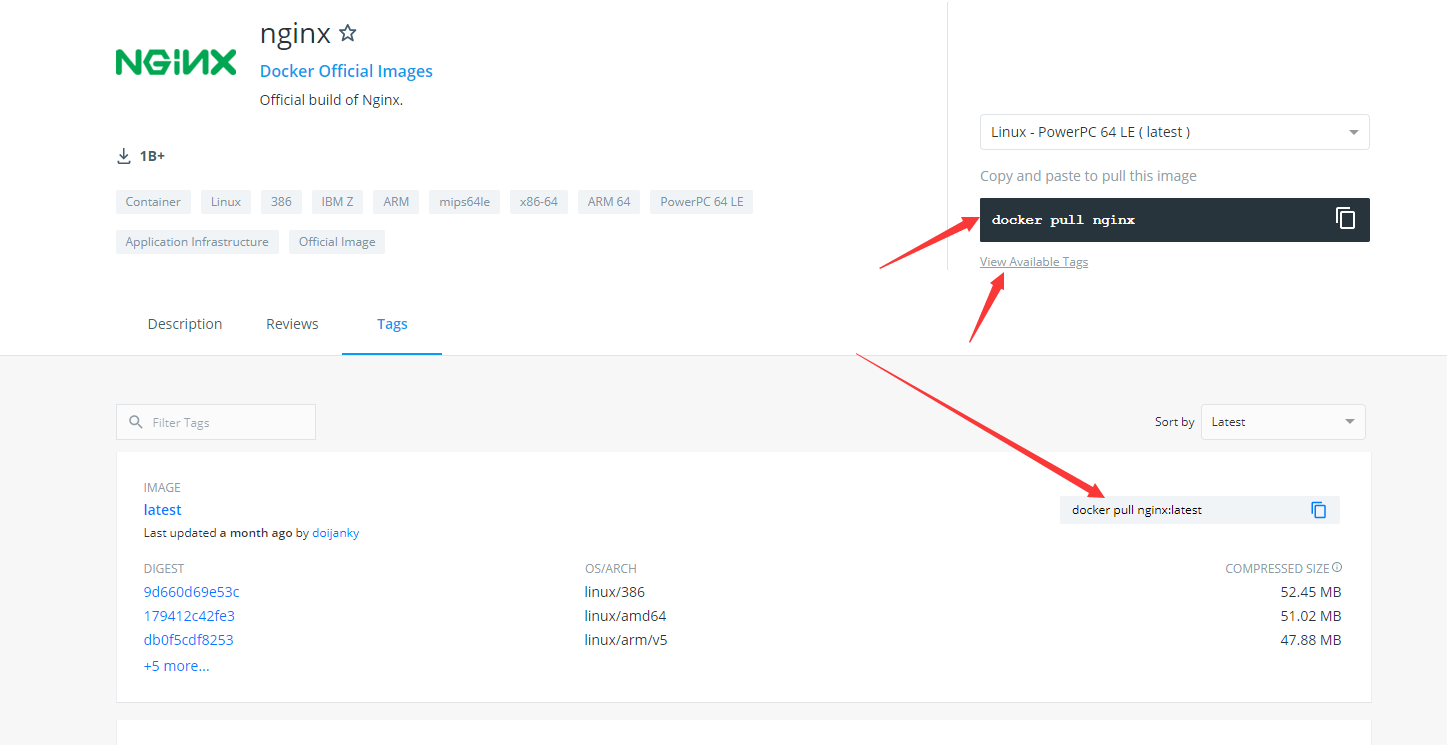 nginx
NGINX
Docker Official Images
Official build of Nginx.
1B+
Container Linux 386 IBM Z ARM mips64le x86-64 ARM 64 PowerPC 64 LE
Application Infrastructure Official Image
Linux - PowerPC 64 LE ( latest )
Copy and paste to pull this image
docker pull nginx
View Available Tags
Description Reviews Tags
Filter Tags
Sort by Latest
IMAGE
latest
docker pull nginx:latest
Last updated a month ago by doijanky
DIGEST OS/ARCH COMPRESSED SIZE
9d660d69e53c linux/386 52.45 MB
179412c42fe3 linux/amd64 51.02 MB
db0f5cdf8253 linux/arm/v5 47.88 MB
+5 more...